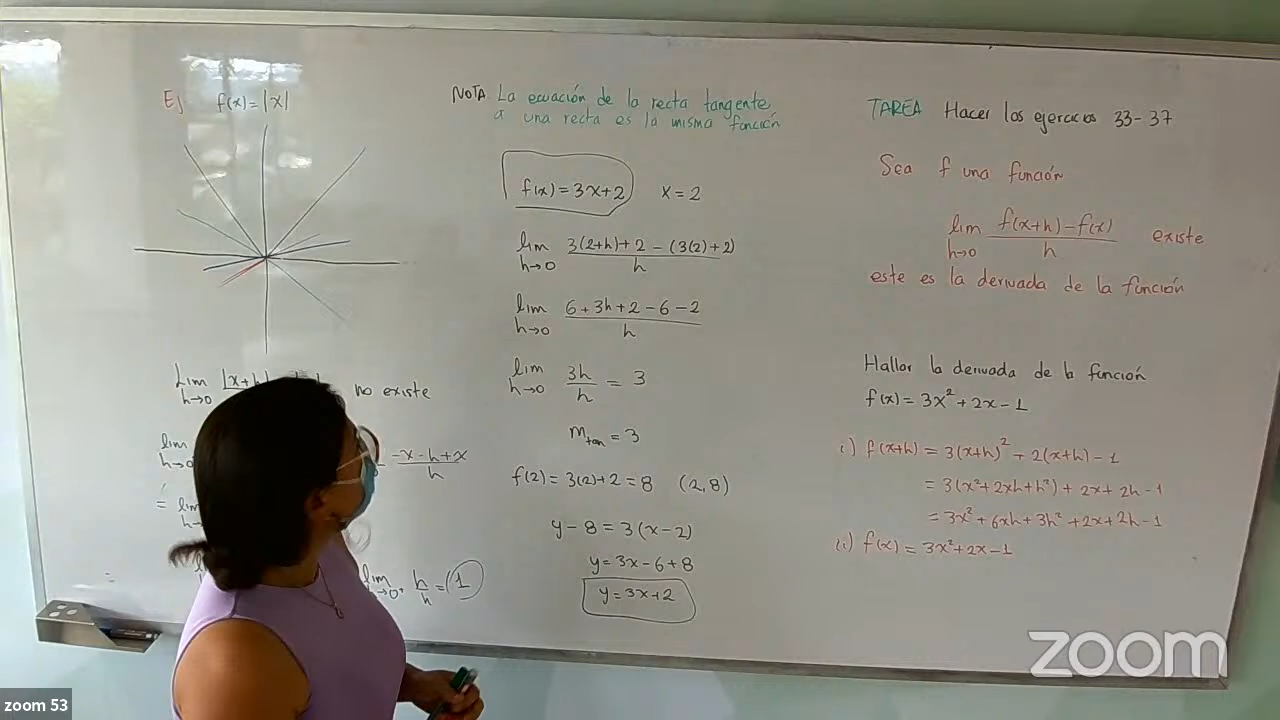 Ej f(x)=|x|
Lim
h→0
no existe
lim
h→0
-x-h+x
h
= lim
h→0
lim h = 1
h→0+ h
NOTA. La ecuación de la recta tangente
a una recta es la misma función
f(x)=3x+2 x=2
lim 3(2+h)+2-(3(2)+2)
h→0 h
lim 6+3h+2-6-2
h→0 h
lim 3h = 3
h→0 h
m tan = 3
f(2)=3(2)+2=8 (2,8)
y-8=3(x-2)
y=3x-6+8
y=3x+2
TAREA Hacer los ejercicios 33-37
Sea f una función
lim f(x+h)-f(x) existe
h→0 h
este es la derivada de la función
Hallar la derivada de la función
f(x)=3x²+2x-1
i) f(x+h) = 3(x+h)²+2(x+h)-1
= 3(x²+2xh+h²)+2x+2h-1
= 3x²+6xh+3h²+2x+2h-1
ii) f(x)=3x²+2x-1
zoom
zoom 53